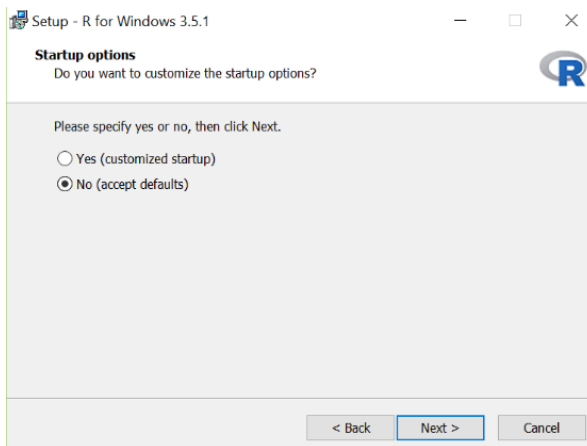 Setup - R for Windows 3.5.1
Startup options
Do you want to customize the startup options?
R
Please specify yes or no, then click Next.
Yes (customized startup)
No (accept defaults)
< Back Next > Cancel